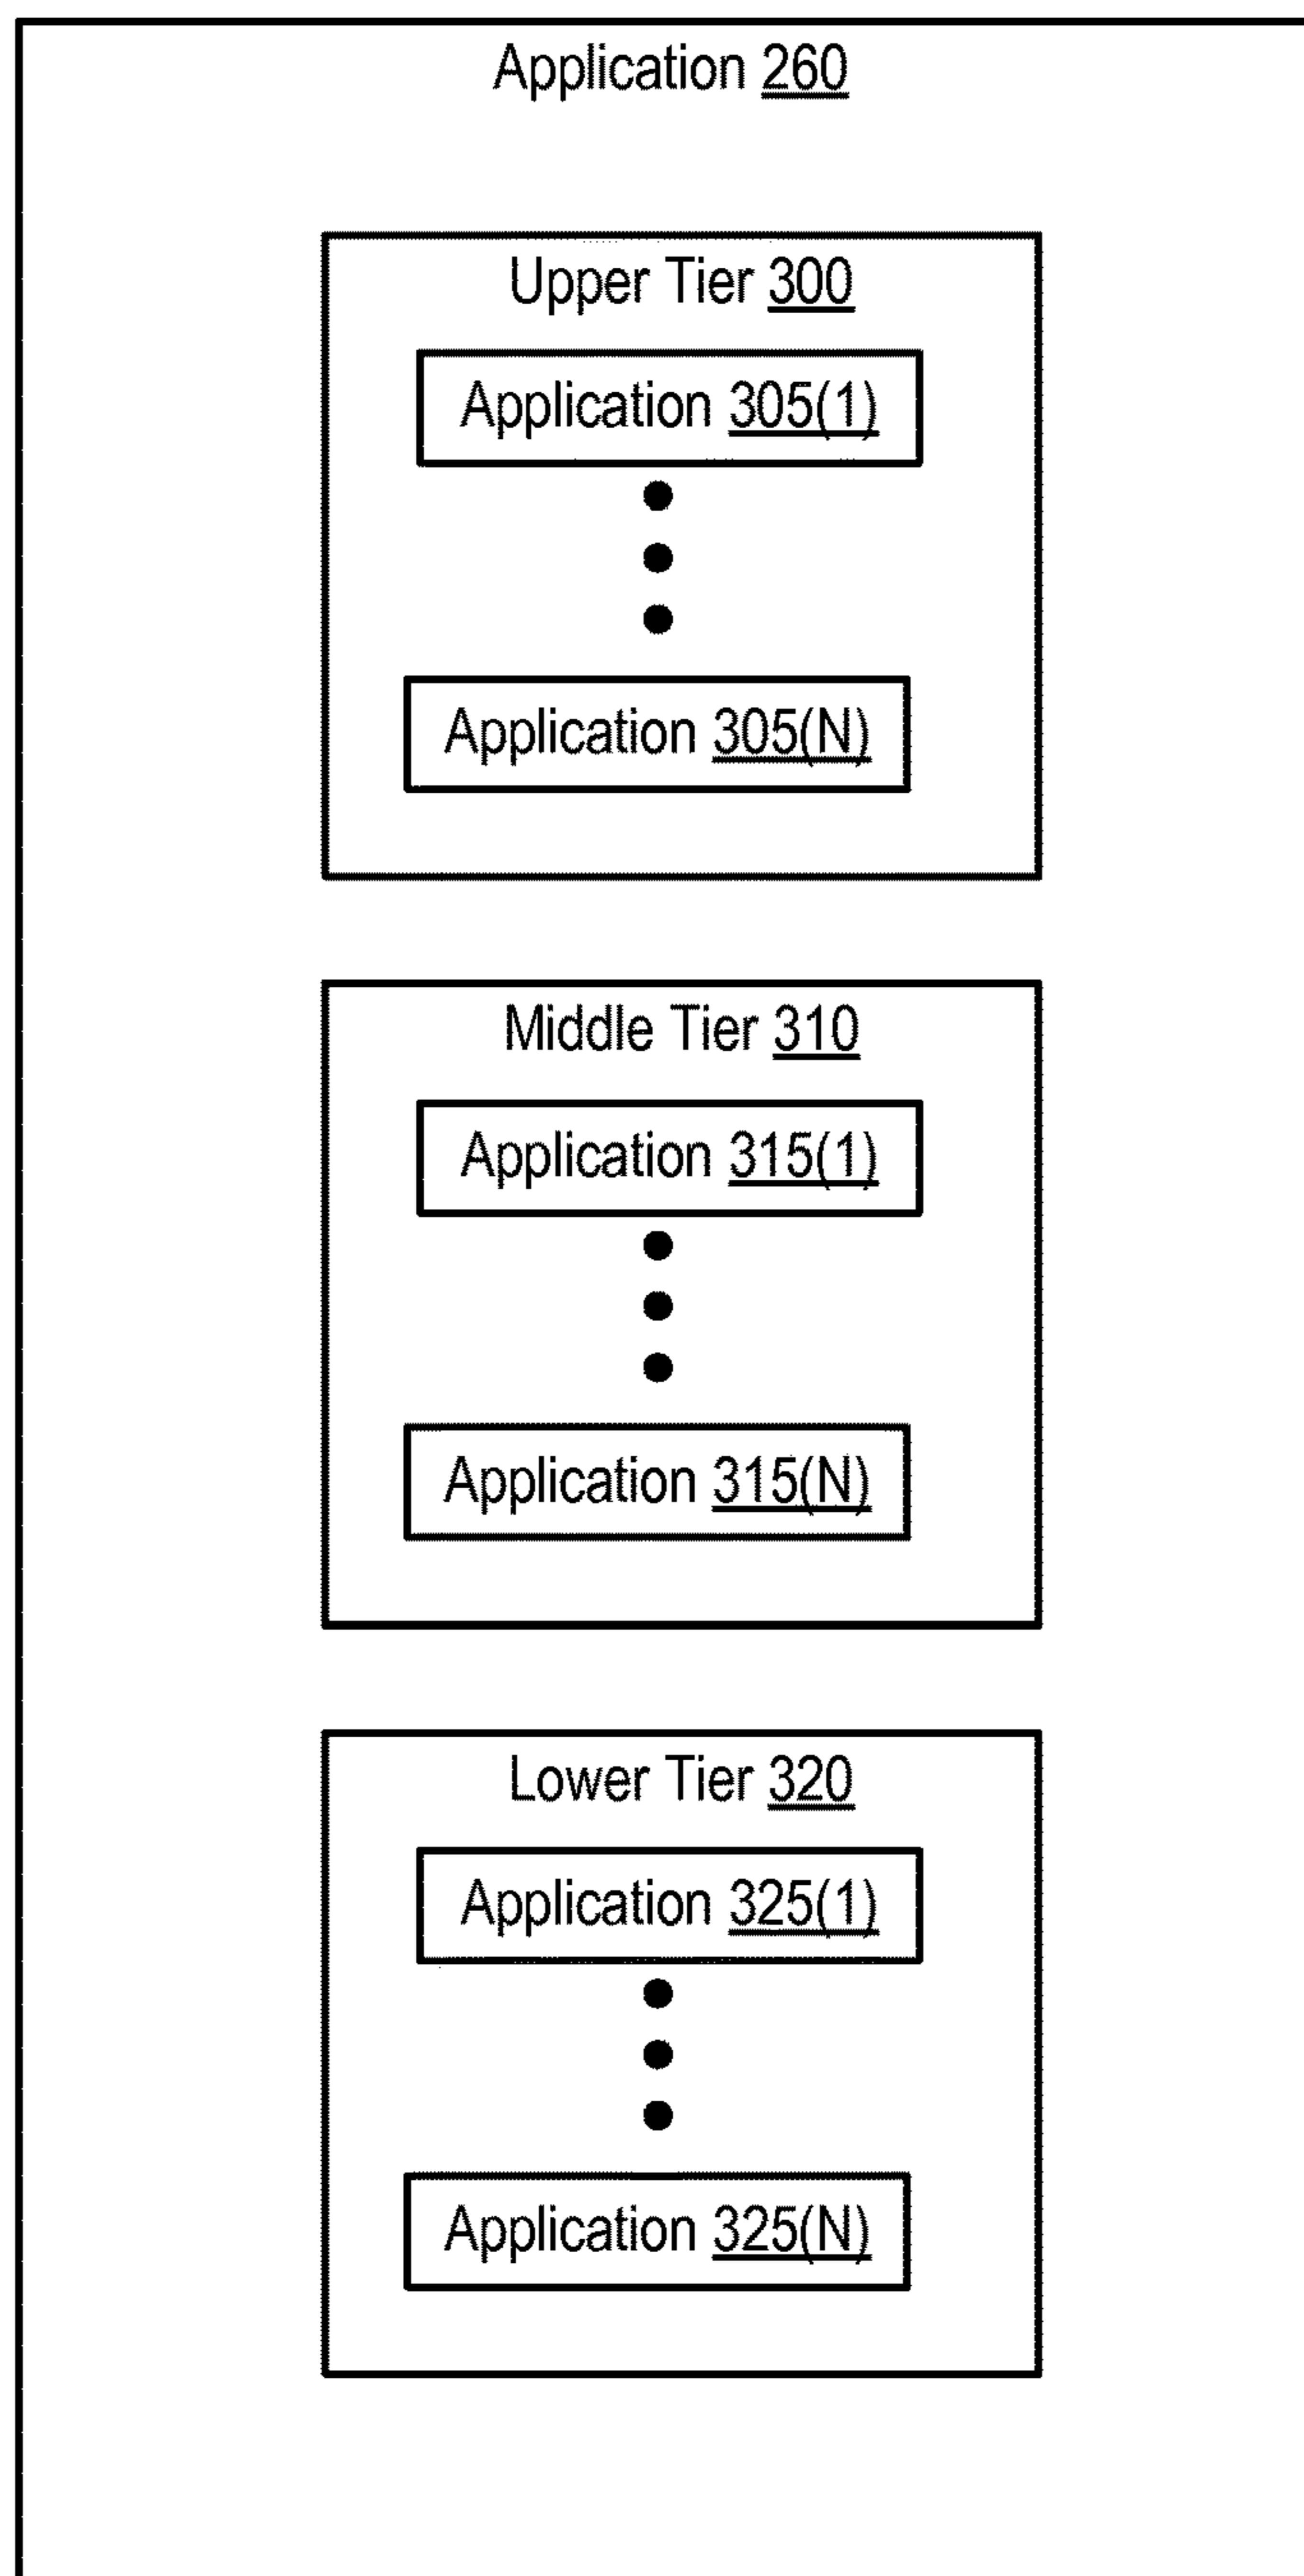 Application 260
Upper Tier 300
Application 305(1)
Application 305(N)
Middle Tier 310
Application 315(1)
Application 315(N)
Lower Tier 320
Application 325(1)
Application 325(N)